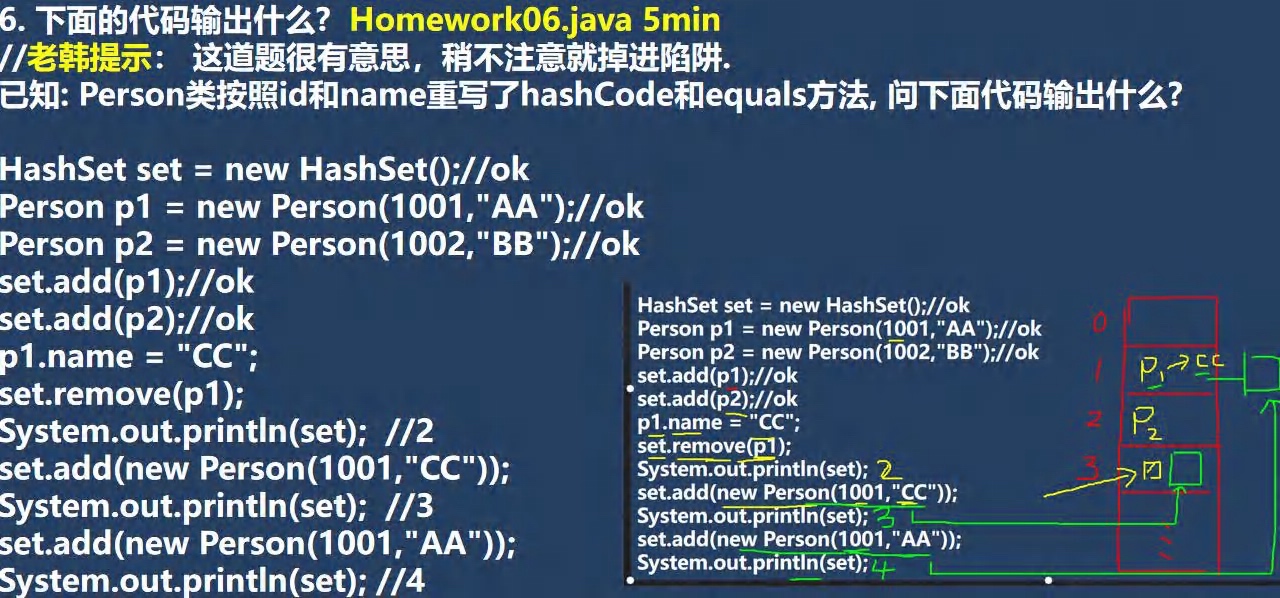 6. 下面的代码输出什么? Homework06.java 5min
//老韩提示: 这道题很有意思，稍不注意就掉进陷阱.
已知: Person类按照id和name重写了hashCode和equals方法, 问下面代码输出什么?
HashSet set = new HashSet();//ok
Person p1 = new Person(1001,"AA");//ok
Person p2 = new Person(1002,"BB");//ok
set.add(p1);//ok
set.add(p2);//ok
p1.name = "CC";
set.remove(p1);
System.out.println(set); //2
set.add(new Person(1001,"CC"));
System.out.println(set); //3
set.add(new Person(1001,"AA"));
System.out.println(set); //4
HashSet set = new HashSet();//ok
Person p1 = new Person(1001,"AA");//ok
Person p2 = new Person(1002,"BB");//ok
set.add(p1);//ok
set.add(p2);//ok
p1.name = "CC";
set.remove(p1);
System.out.println(set); 2
set.add(new Person(1001,"CC"));
System.out.println(set); 3
set.add(new Person(1001,"AA"));
System.out.println(set); 4
0
1 P1→CC
2 P2
3